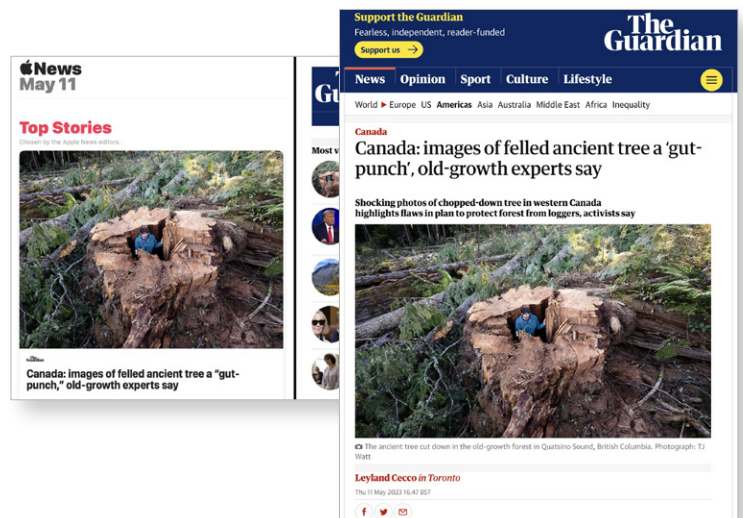 News
May 11
Top Stories
Chosen by the Apple News editors.
The
Guardian
Canada: images of felled ancient tree a “gut-
punch,” old-growth experts say
Gu
Most v
Support the Guardian
Fearless, independent, reader-funded
Support us
The
Guardian
News Opinion Sport Culture Lifestyle
World Europe US Americas Asia Australia Middle East Africa Inequality
Canada
Canada: images of felled ancient tree a ‘gut-
punch’, old-growth experts say
Shocking photos of chopped-down tree in western Canada
highlights flaws in plan to protect forest from loggers, activists say
The ancient tree cut down in the old-growth forest in Quatsino Sound, British Columbia. Photograph: TJ
Watt
Leyland Cecco in Toronto
Thu 11 May 2023 16.47 BST